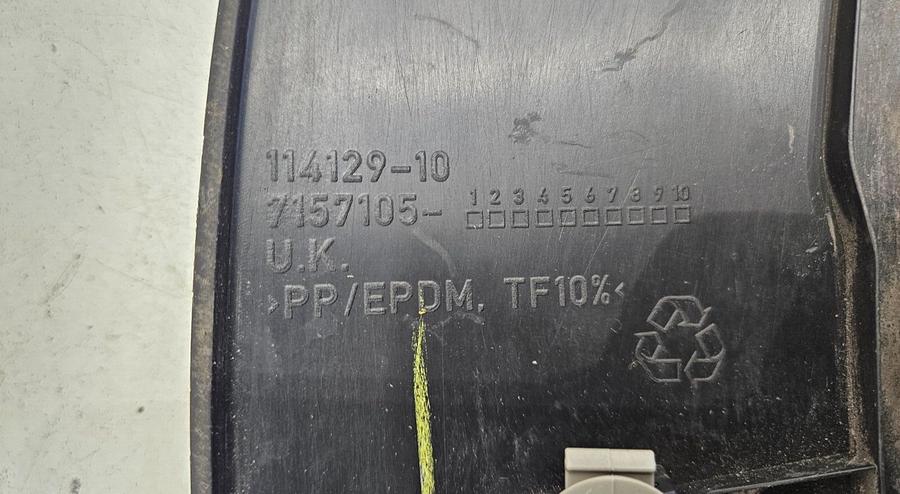 114129-10
7157105-
1 2 3 4 5 6 7 8 9 10
U.K.
>PP/EPDM, TF10%<